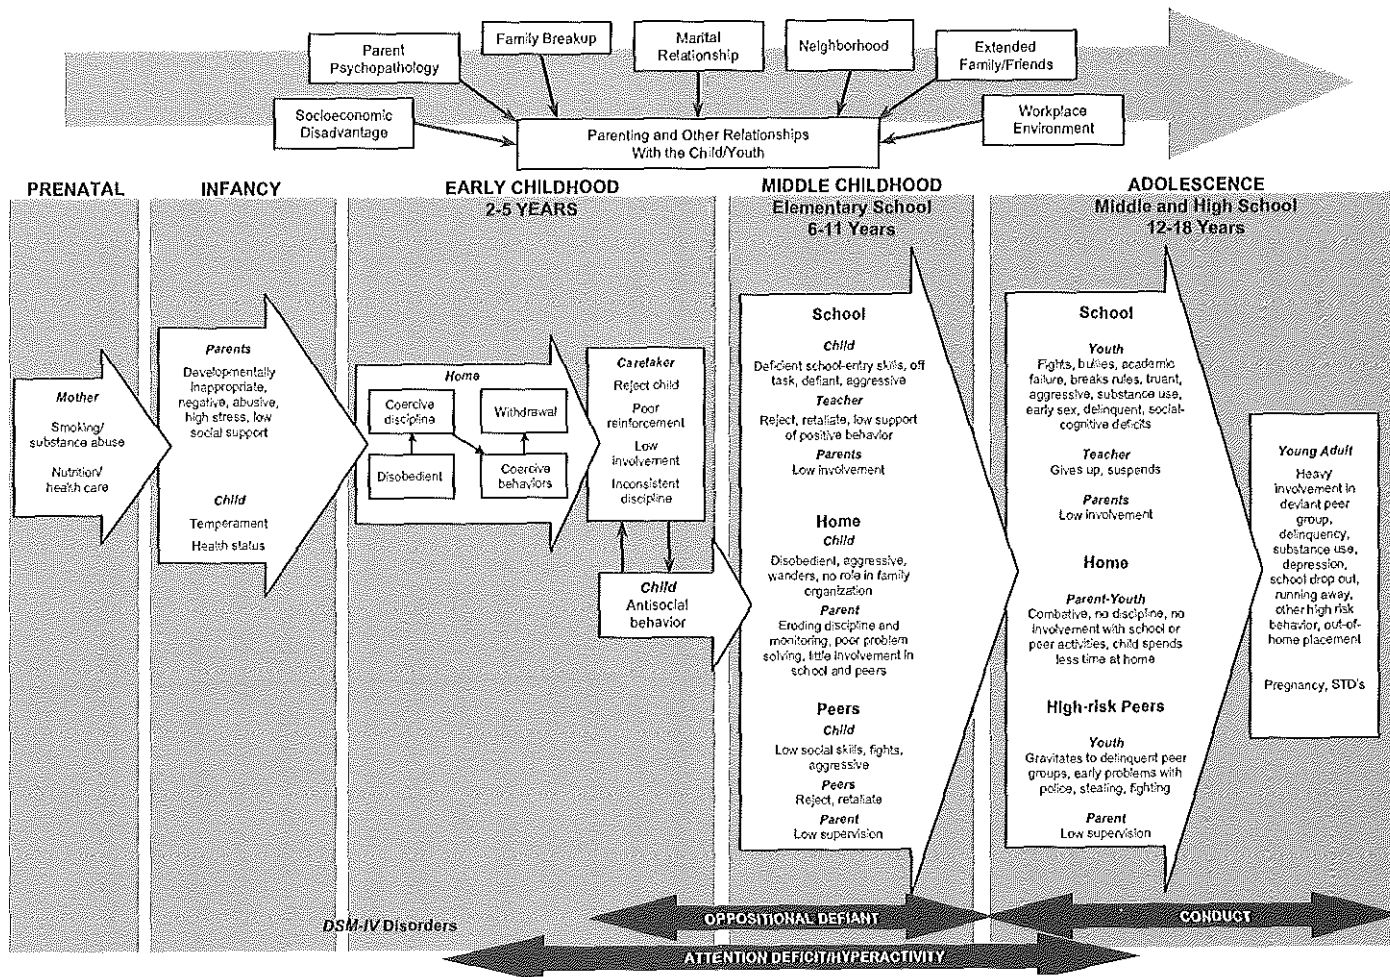 Parent
Psychopathology
Family Breakup
Marital
Relationship
Neighborhood
Extended
Family/Friends
Socioeconomic
Disadvantage
Parenting and Other Relationships
With the Child/Youth
Workplace
Environment
PRENATAL
INFANCY
EARLY CHILDHOOD
2-5 YEARS
MIDDLE CHILDHOOD
Elementary School
6-11 Years
ADOLESCENCE
Middle and High School
12-18 Years
Mother
Smoking/
substance abuse
Nutrition/
health care
Parents
Developmentally
inappropriate,
negative, abusive,
high stress, low
social support
Child
Temperament
Health status
Home
Coercive
discipline
Withdrawal
Disobedient
Coercive
behaviors
Caretaker
Reject child
Poor
reinforcement
Low
involvement
Inconsistent
discipline
Child
Antisocial
behavior
School
Child
Deficient school-entry skills, off
task, defiant, aggressive
Teacher
Reject, retaliate, low support
of positive behavior
Parents
Low involvement
Home
Child
Disobedient, aggressive,
wanders, no role in family
organization
Parent
Eroding discipline and
monitoring, poor problem
solving, little involvement in
school and peers
Peers
Child
Low social skills, fights,
aggressive
Peers
Reject, retaliate
Parent
Low supervision
School
Youth
Fights, bullies, academic
failure, breaks rules, truant,
aggressive, substance use,
early sex, delinquent, social-
cognitive deficits
Teacher
Gives up, suspends
Parents
Low involvement
Home
Parent-Youth
Combative, no discipline, no
involvement with school or
peer activities, child spends
less time at home
High-risk Peers
Youth
Gravitates to delinquent peer
groups, early problems with
police, stealing, fighting
Parent
Low supervision
Young Adult
Heavy
involvement in
deviant peer
group,
delinquency,
substance use,
depression,
school drop out,
running away,
other high risk
behavior, out-of-
home placement
Pregnancy, STD's
DSM-IV Disorders
OPPOSITIONAL DEFIANT
CONDUCT
ATTENTION DEFICIT/HYPERACTIVITY